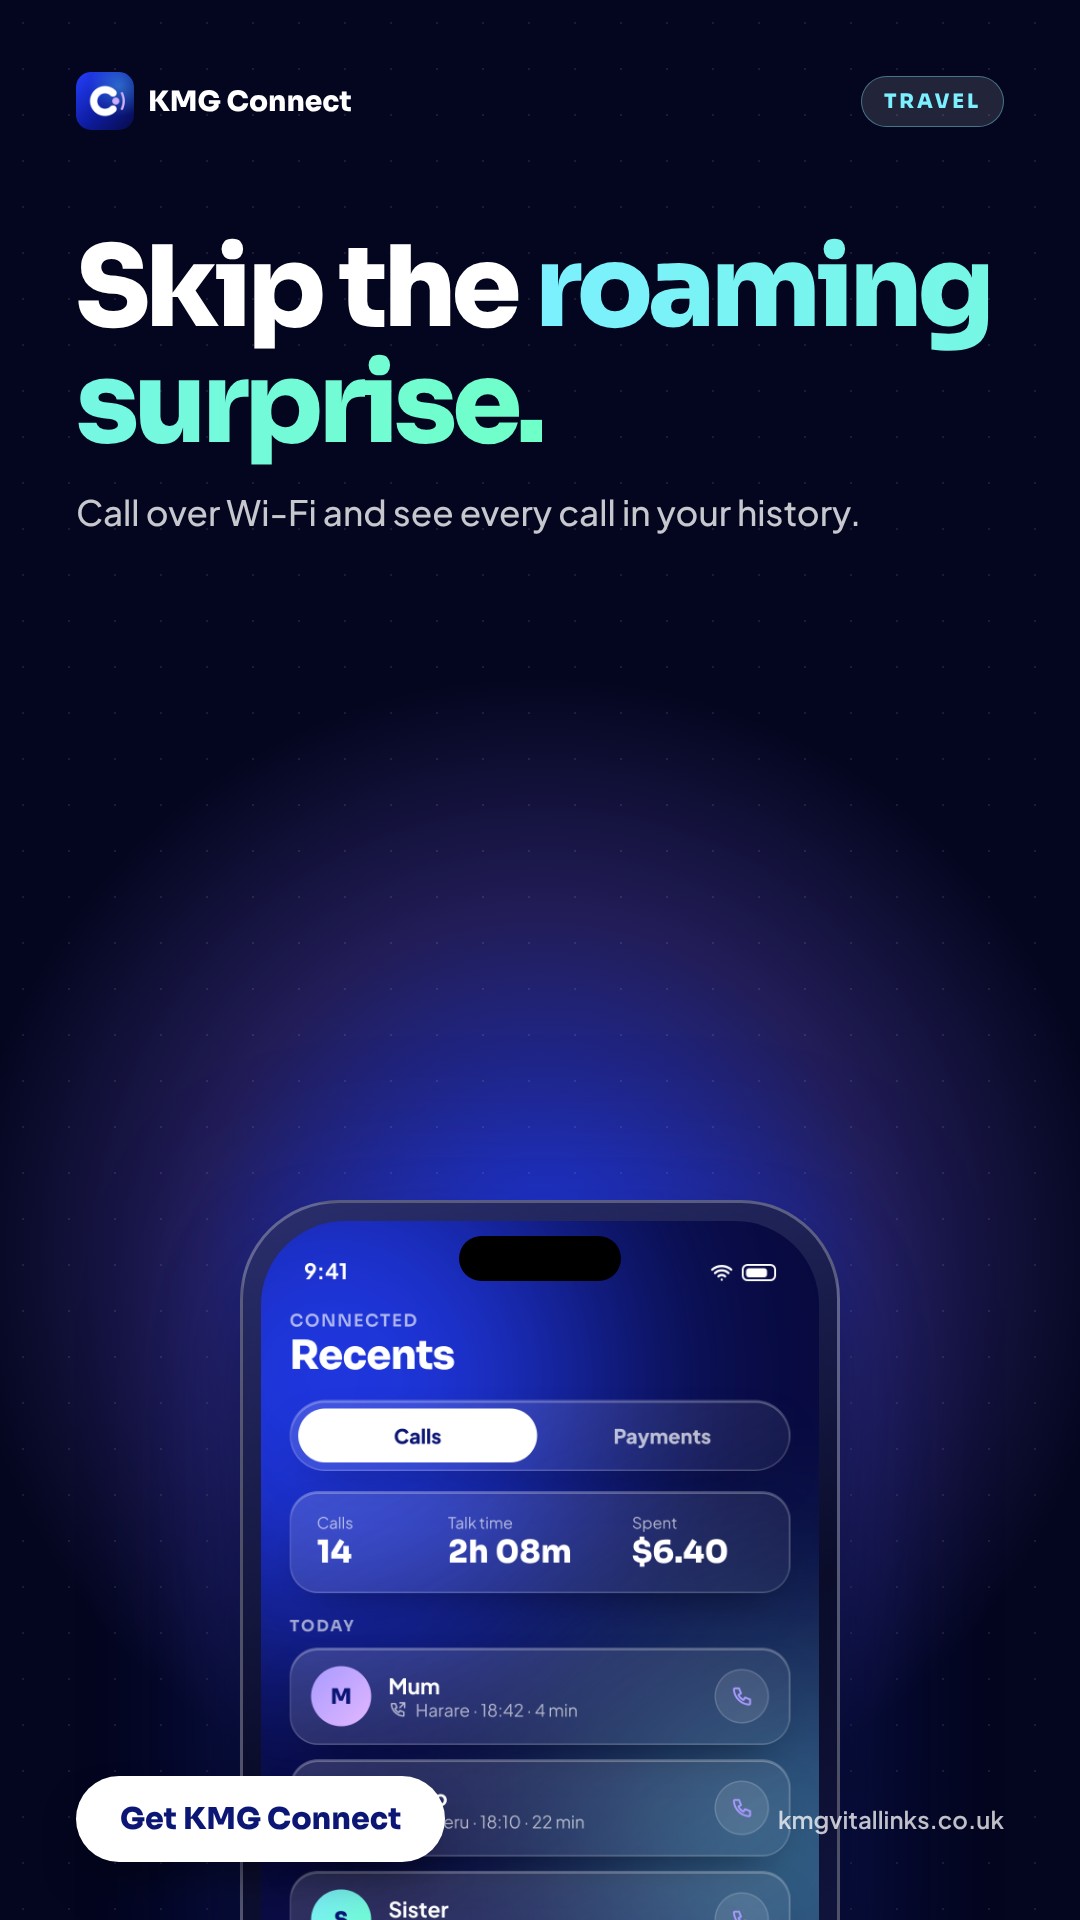 KMG Connect
TRAVEL
Skip the roaming
surprise.
Call over Wi-Fi and see every call in your history.
9:41
CONNECTED
Recents
Calls
Payments
Calls
Talk time
Spent
14
2h 08m
$6.40
TODAY
M
Mum
Harare · 18:42 · 4 min
18:10 · 22 min
Get KMG Connect
kmgvitallinks.co.uk
S
Sister